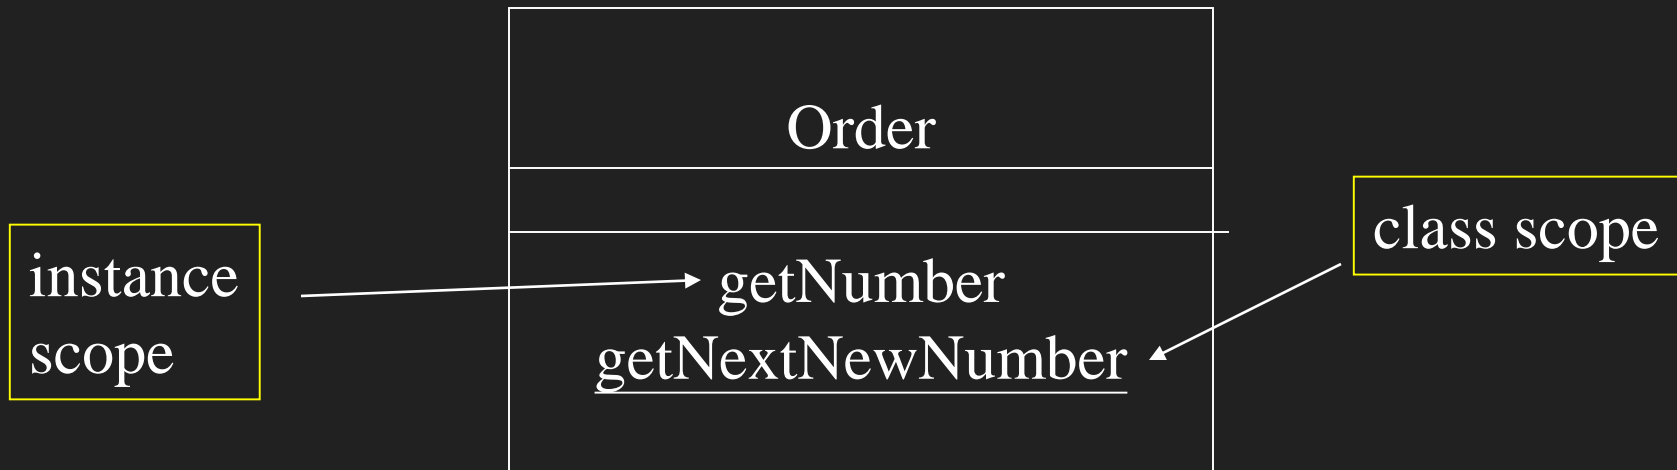 Order
class scope
instance
scope
getNumber
getNextNewNumber